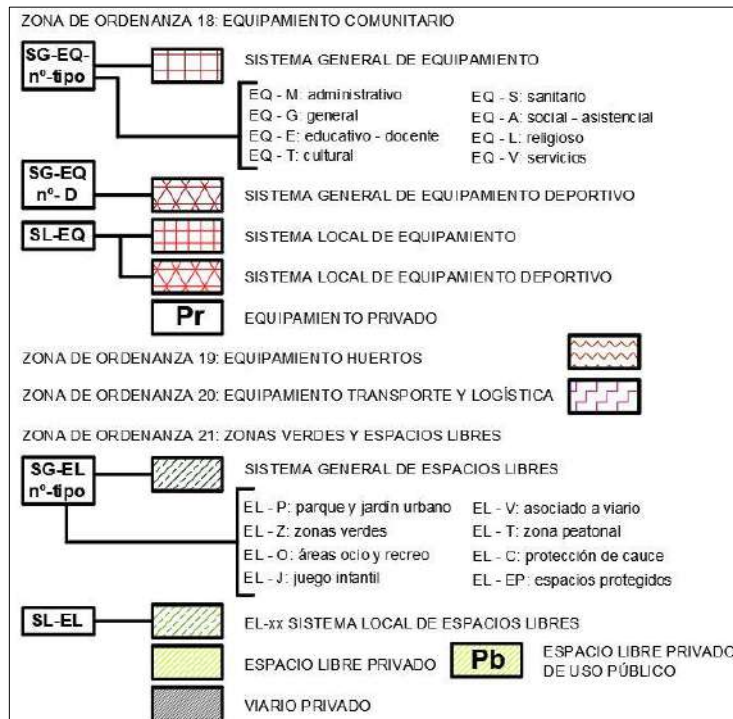 ZONA DE ORDENANZA 18: EQUIPAMIENTO COMUNITARIO
SG-EQ-
nº-tipo
SISTEMA GENERAL DE EQUIPAMIENTO
EQ - M: administrativo
EQ - G: general
EQ - E: educativo - docente
EQ - T: cultural
EQ - S: sanitario
EQ - A: social - asistencial
EQ - L: religioso
EQ - V: servicios
SG-EQ
nº- D
SISTEMA GENERAL DE EQUIPAMIENTO DEPORTIVO
SL-EQ
SISTEMA LOCAL DE EQUIPAMIENTO
SISTEMA LOCAL DE EQUIPAMIENTO DEPORTIVO
Pr
EQUIPAMIENTO PRIVADO
ZONA DE ORDENANZA 19: EQUIPAMIENTO HUERTOS
ZONA DE ORDENANZA 20: EQUIPAMIENTO TRANSPORTE Y LOGÍSTICA
ZONA DE ORDENANZA 21: ZONAS VERDES Y ESPACIOS LIBRES
SG-EL
nº-tipo
SISTEMA GENERAL DE ESPACIOS LIBRES
EL - P: parque y jardín urbano
EL - Z: zonas verdes
EL - O: áreas ocio y recreo
EL - J: juego infantil
EL - V: asociado a viario
EL - T: zona peatonal
EL - C: protección de cauce
EL - EP: espacios protegidos
SL-EL
EL-xx SISTEMA LOCAL DE ESPACIOS LIBRES
ESPACIO LIBRE PRIVADO
Pb
ESPACIO LIBRE PRIVADO
DE USO PÚBLICO
VIARIO PRIVADO